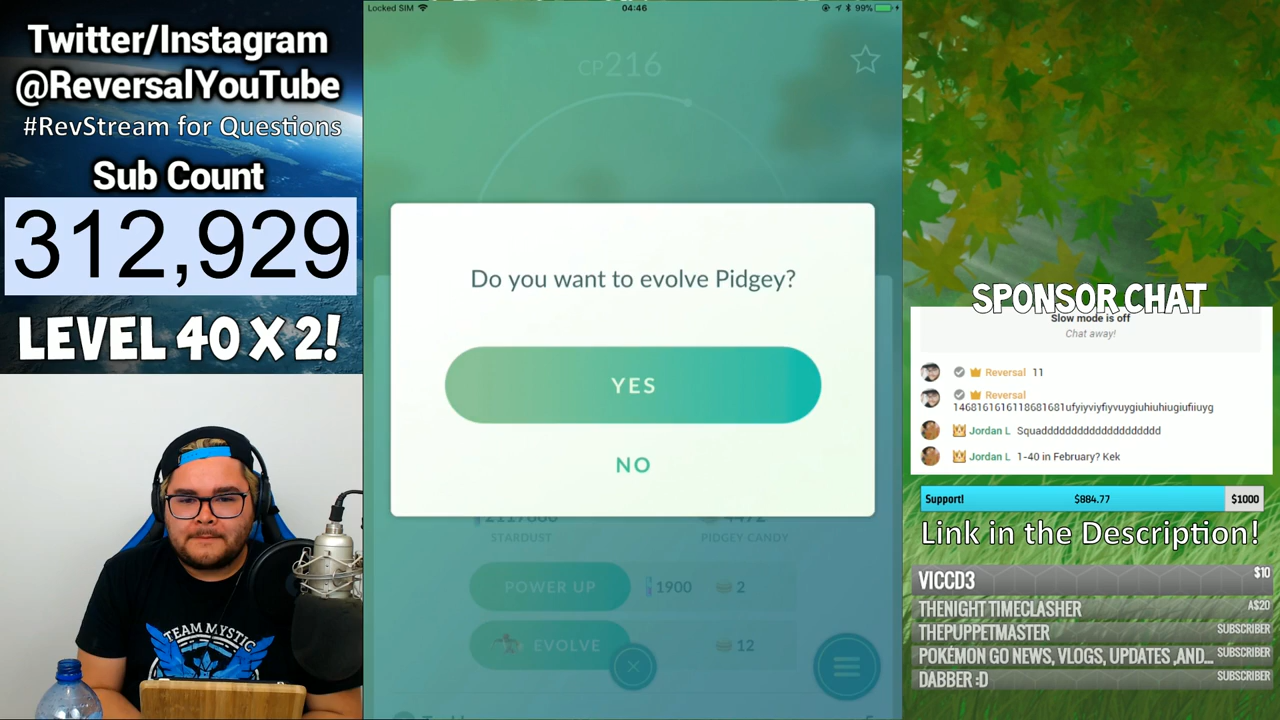 Twitter/Instagram
@ReversalYouTube
#RevStream for Questions
Sub Count
312,929
LEVEL 40 X 2!
TEAM MYSTIC
Locked SIM
04:46
99%
CP216
Do you want to evolve Pidgey?
YES
NO
STARDUST
PIDGEY CANDY
POWER UP 1900 2
EVOLVE 12
5
SPONSOR CHAT
Slow mode is off
Chat away!
Reversal 11
Reversal
Jordan L Squaddddddddddddddddddd
Jordan L 1-40 in February? Kek
Support! $884.77 $1000
Link in the Description!
VICCD3 $10
THENIGHT TIMECLASHER A$20
THEPUPPETMASTER SUBSCRIBER
POKÉMON GO NEWS, VLOGS, UPDATES ,AND... SUBSCRIBER
DABBER :D SUBSCRIBER